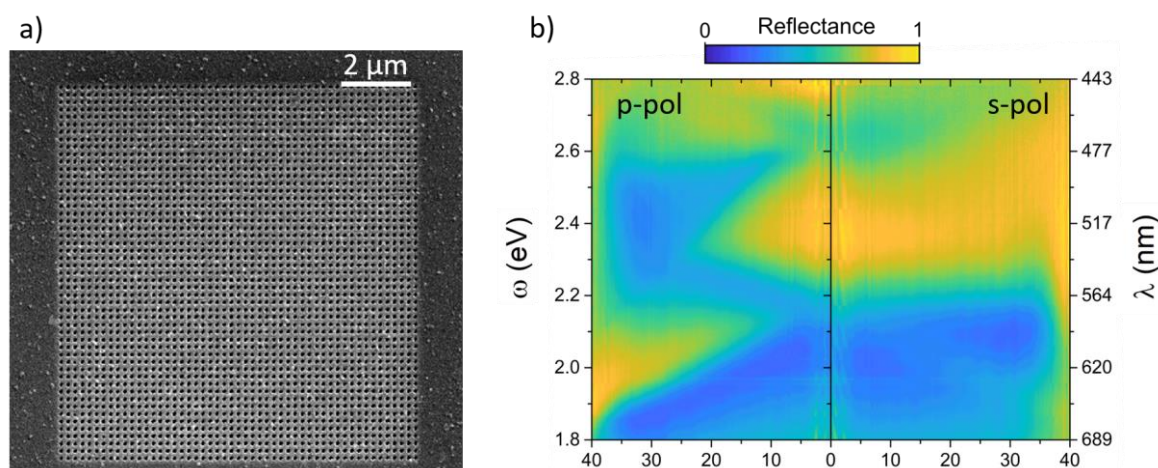 a)
2 μm
b)
Reflectance
0
1
p-pol
s-pol
ω (eV)
2.8
2.6
2.4
2.2
2.0
1.8
λ (nm)
443
477
517
564
620
689
40 30 20 10 0 10 20 30 40